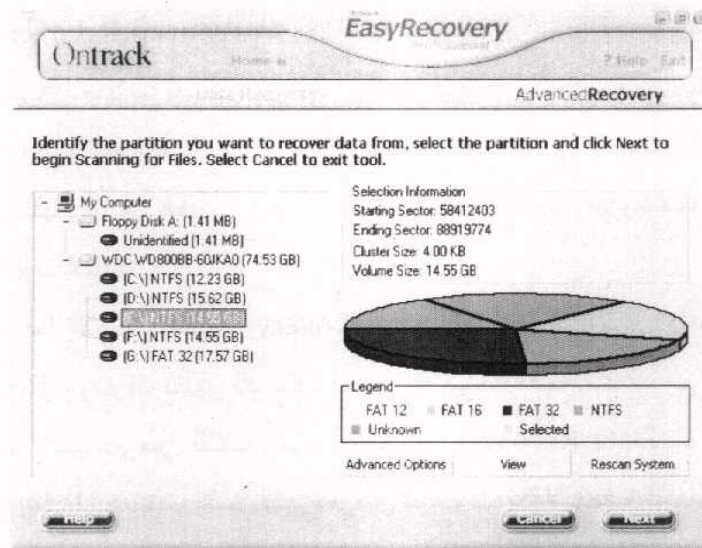 EasyRecovery
Professional
Ontrack
Home
? Help Exit
AdvancedRecovery
Identify the partition you want to recover data from, select the partition and click Next to
begin Scanning for Files. Select Cancel to exit tool.
My Computer
Floppy Disk A: (1.41 MB)
Unidentified (1.41 MB)
WDC WD800BB-60JKA0 (74.53 GB)
(C:\) NTFS (12.23 GB)
(D:\) NTFS (15.62 GB)
(E:\) NTFS (14.55 GB)
(F:\) NTFS (14.55 GB)
(G:\) FAT 32 (17.57 GB)
Selection Information
Starting Sector: 58412403
Ending Sector: 88919774
Cluster Size: 4.00 KB
Volume Size: 14.55 GB
Legend
FAT 12 FAT 16 FAT 32 NTFS
Unknown Selected
Advanced Options View Rescan System
Help Cancel Next